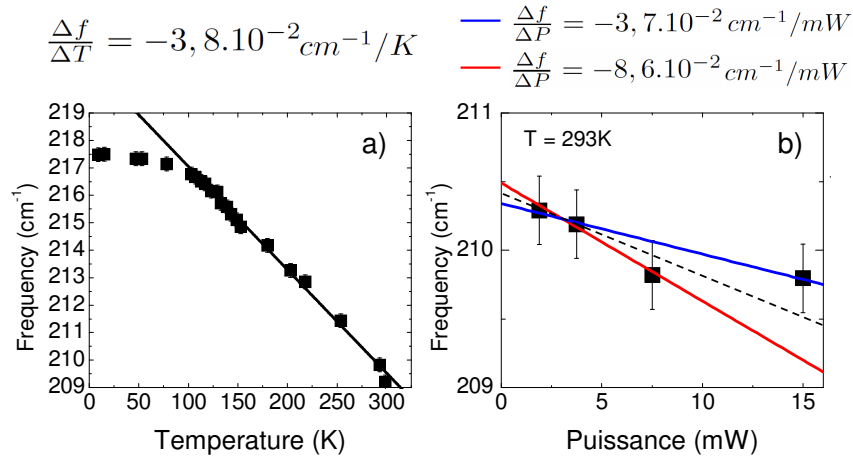 Δf/ΔT = −3, 8.10⁻² cm⁻¹/K
Δf/ΔP = −3, 7.10⁻² cm⁻¹/mW
Δf/ΔP = −8, 6.10⁻² cm⁻¹/mW
a)
219
218
217
216
215
214
213
212
211
210
209
Frequency (cm⁻¹)
0 50 100 150 200 250 300
Temperature (K)
b)
T = 293K
211
210
209
Frequency (cm⁻¹)
0 5 10 15
Puissance (mW)